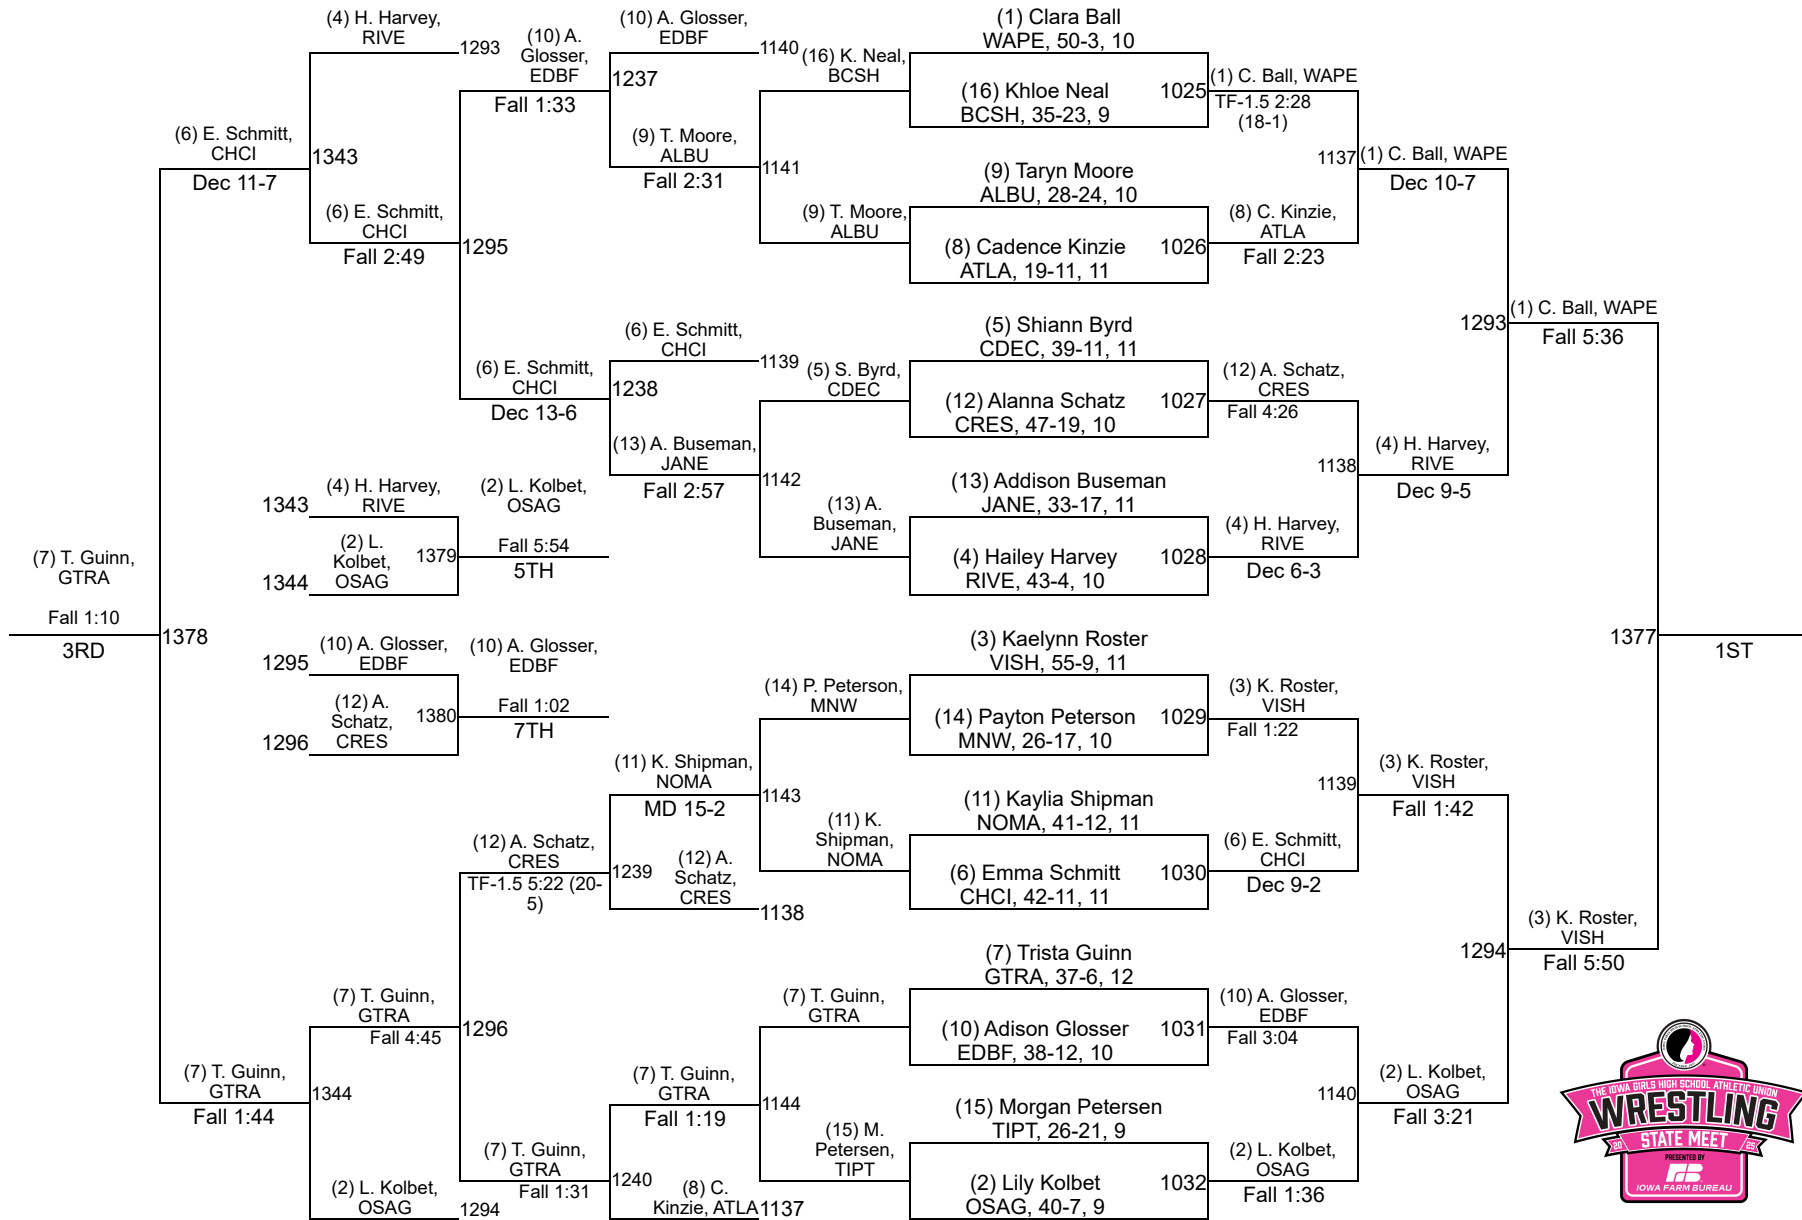 (4) H. Harvey,
RIVE
1293
(6) E. Schmitt,
CHCI
Dec 11-7
1343
(6) E. Schmitt,
CHCI
Fall 2:49
(10) A.
Glosser,
EDBF
Fall 1:33
1295
(10) A. Glosser,
EDBF
1140
1237
(9) T. Moore,
ALBU
Fall 2:31
(16) K. Neal,
BCSH
1141
(9) T. Moore,
ALBU
(1) Clara Ball
WAPE, 50-3, 10
(16) Khloe Neal
BCSH, 35-23, 9
1025
(1) C. Ball, WAPE
TF-1.5 2:28
(18-1)
(9) Taryn Moore
ALBU, 28-24, 10
(8) Cadence Kinzie
ATLA, 19-11, 11
1026
(8) C. Kinzie,
ATLA
Fall 2:23
1137
(1) C. Ball, WAPE
Dec 10-7
(6) E. Schmitt,
CHCI
Dec 13-6
(6) E. Schmitt,
CHCI
1139
1238
(13) A. Buseman,
JANE
Fall 2:57
(5) S. Byrd,
CDEC
1142
(13) A.
Buseman,
JANE
(5) Shiann Byrd
CDEC, 39-11, 11
(12) Alanna Schatz
CRES, 47-19, 10
1027
(12) A. Schatz,
CRES
Fall 4:26
(13) Addison Buseman
JANE, 33-17, 11
(4) Hailey Harvey
RIVE, 43-4, 10
1028
(4) H. Harvey,
RIVE
Dec 6-3
1138
(4) H. Harvey,
RIVE
Dec 9-5
1293
(1) C. Ball, WAPE
Fall 5:36
1343
(4) H. Harvey,
RIVE
1344
(2) L.
Kolbet,
OSAG
1379
(2) L. Kolbet,
OSAG
Fall 5:54
5TH
(7) T. Guinn,
GTRA
Fall 1:10
3RD
1378
1295
(10) A. Glosser,
EDBF
1296
(12) A.
Schatz,
CRES
1380
(10) A. Glosser,
EDBF
Fall 1:02
7TH
1377
1ST
(11) K. Shipman,
NOMA
MD 15-2
(14) P. Peterson,
MNW
1143
(11) K.
Shipman,
NOMA
(3) Kaelynn Roster
VISH, 55-9, 11
(14) Payton Peterson
MNW, 26-17, 10
1029
(3) K. Roster,
VISH
Fall 1:22
(11) Kaylia Shipman
NOMA, 41-12, 11
(6) Emma Schmitt
CHCI, 42-11, 11
1030
(6) E. Schmitt,
CHCI
Dec 9-2
1139
(3) K. Roster,
VISH
Fall 1:42
(12) A. Schatz,
CRES
TF-1.5 5:22 (20-
5)
1239
(12) A.
Schatz,
CRES
1138
1294
(3) K. Roster,
VISH
Fall 5:50
(7) T. Guinn,
GTRA
Fall 4:45
1296
(7) T. Guinn,
GTRA
Fall 1:44
1344
(2) L. Kolbet,
OSAG
1294
(7) T. Guinn,
GTRA
Fall 1:31
(7) T. Guinn,
GTRA
Fall 1:19
1240
(8) C.
Kinzie, ATLA
1137
(7) T. Guinn,
GTRA
1144
(15) M.
Petersen,
TIPT
(7) Trista Guinn
GTRA, 37-6, 12
(10) Adison Glosser
EDBF, 38-12, 10
1031
(10) A. Glosser,
EDBF
Fall 3:04
(15) Morgan Petersen
TIPT, 26-21, 9
(2) Lily Kolbet
OSAG, 40-7, 9
1032
(2) L. Kolbet,
OSAG
Fall 1:36
1140
(2) L. Kolbet,
OSAG
Fall 3:21
THE IOWA GIRLS HIGH SCHOOL ATHLETIC UNION
WRESTLING
20 STATE MEET 25
PRESENTED BY
FB
IOWA FARM BUREAU